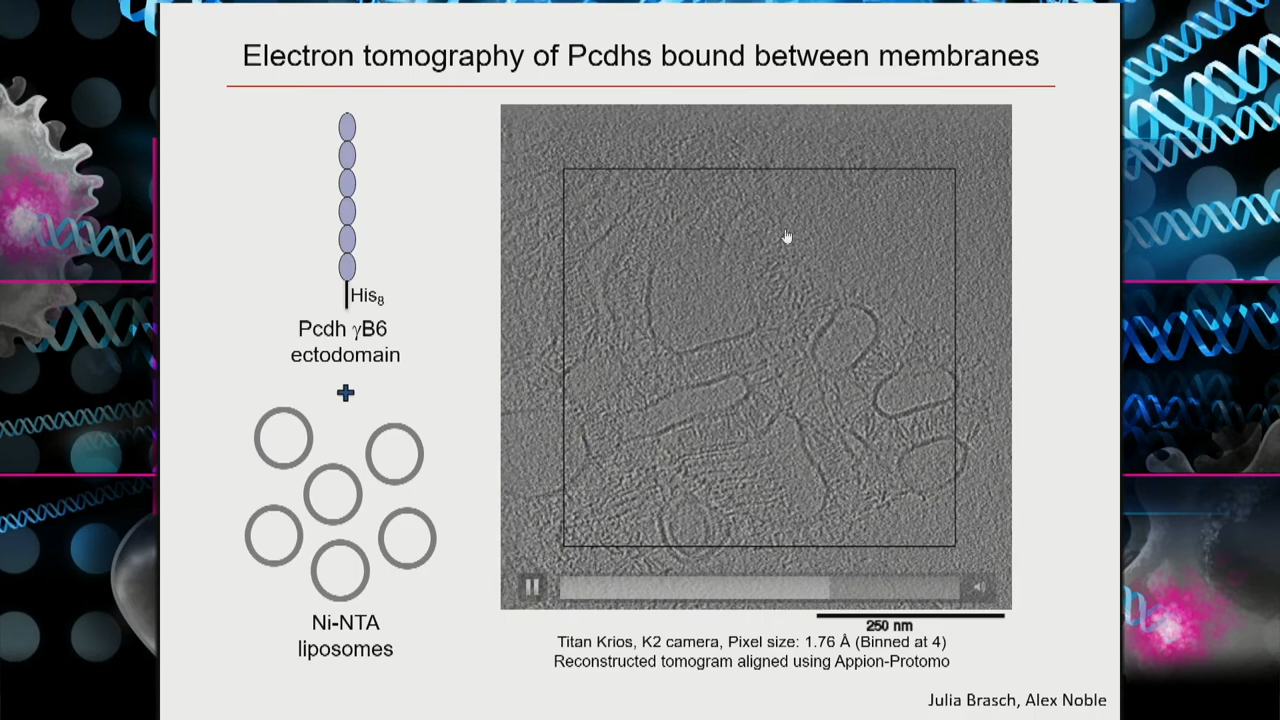 Electron tomography of Pcdhs bound between membranes
His₈
Pcdh γB6
ectodomain
Ni-NTA
liposomes
250 nm
Titan Krios, K2 camera, Pixel size: 1.76 Å (Binned at 4)
Reconstructed tomogram aligned using Appion-Protomo
Julia Brasch, Alex Noble